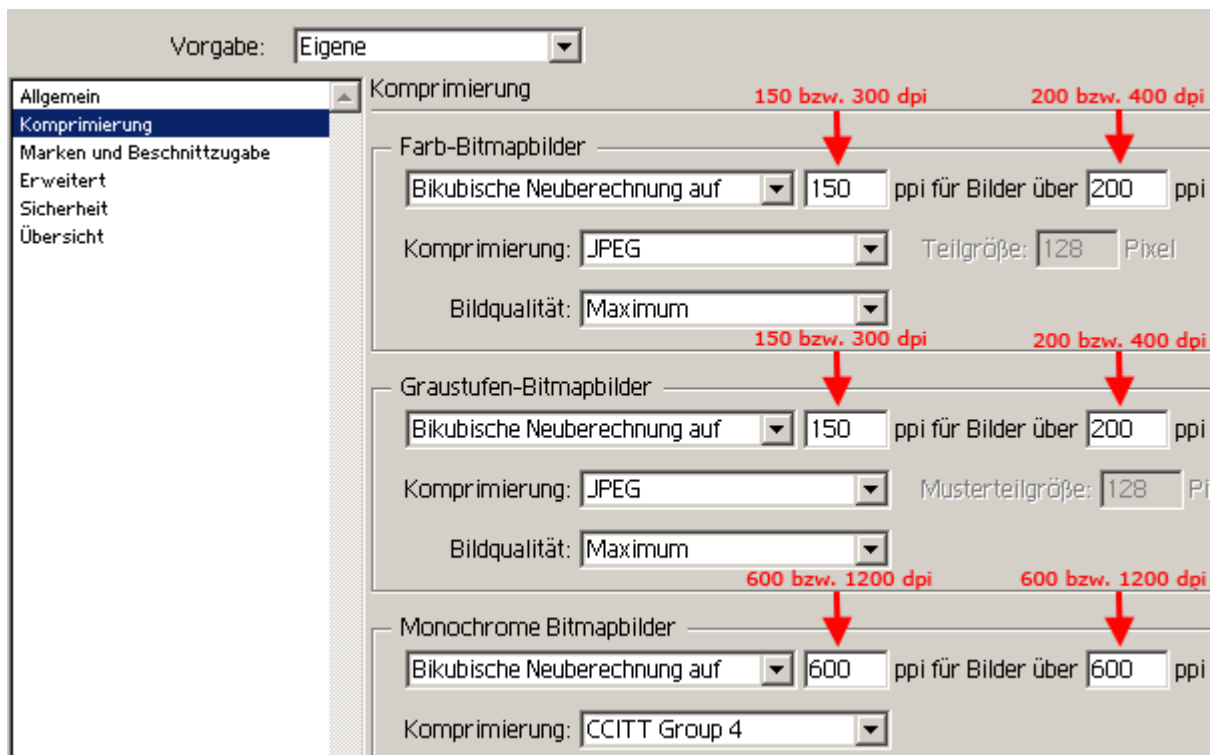 Vorgabe: Eigene
Allgemein
Komprimierung
Marken und Beschnittzugabe
Erweitert
Sicherheit
Übersicht
Komprimierung
150 bzw. 300 dpi 200 bzw. 400 dpi
Farb-Bitmapbilder
Bikubische Neuberechnung auf 150 ppi für Bilder über 200 ppi
Komprimierung: JPEG Teilgröße: 128 Pixel
Bildqualität: Maximum
150 bzw. 300 dpi 200 bzw. 400 dpi
Graustufen-Bitmapbilder
Bikubische Neuberechnung auf 150 ppi für Bilder über 200 ppi
Komprimierung: JPEG Musterteilgröße: 128 Pi
Bildqualität: Maximum
600 bzw. 1200 dpi 600 bzw. 1200 dpi
Monochrome Bitmapbilder
Bikubische Neuberechnung auf 600 ppi für Bilder über 600 ppi
Komprimierung: CCITT Group 4